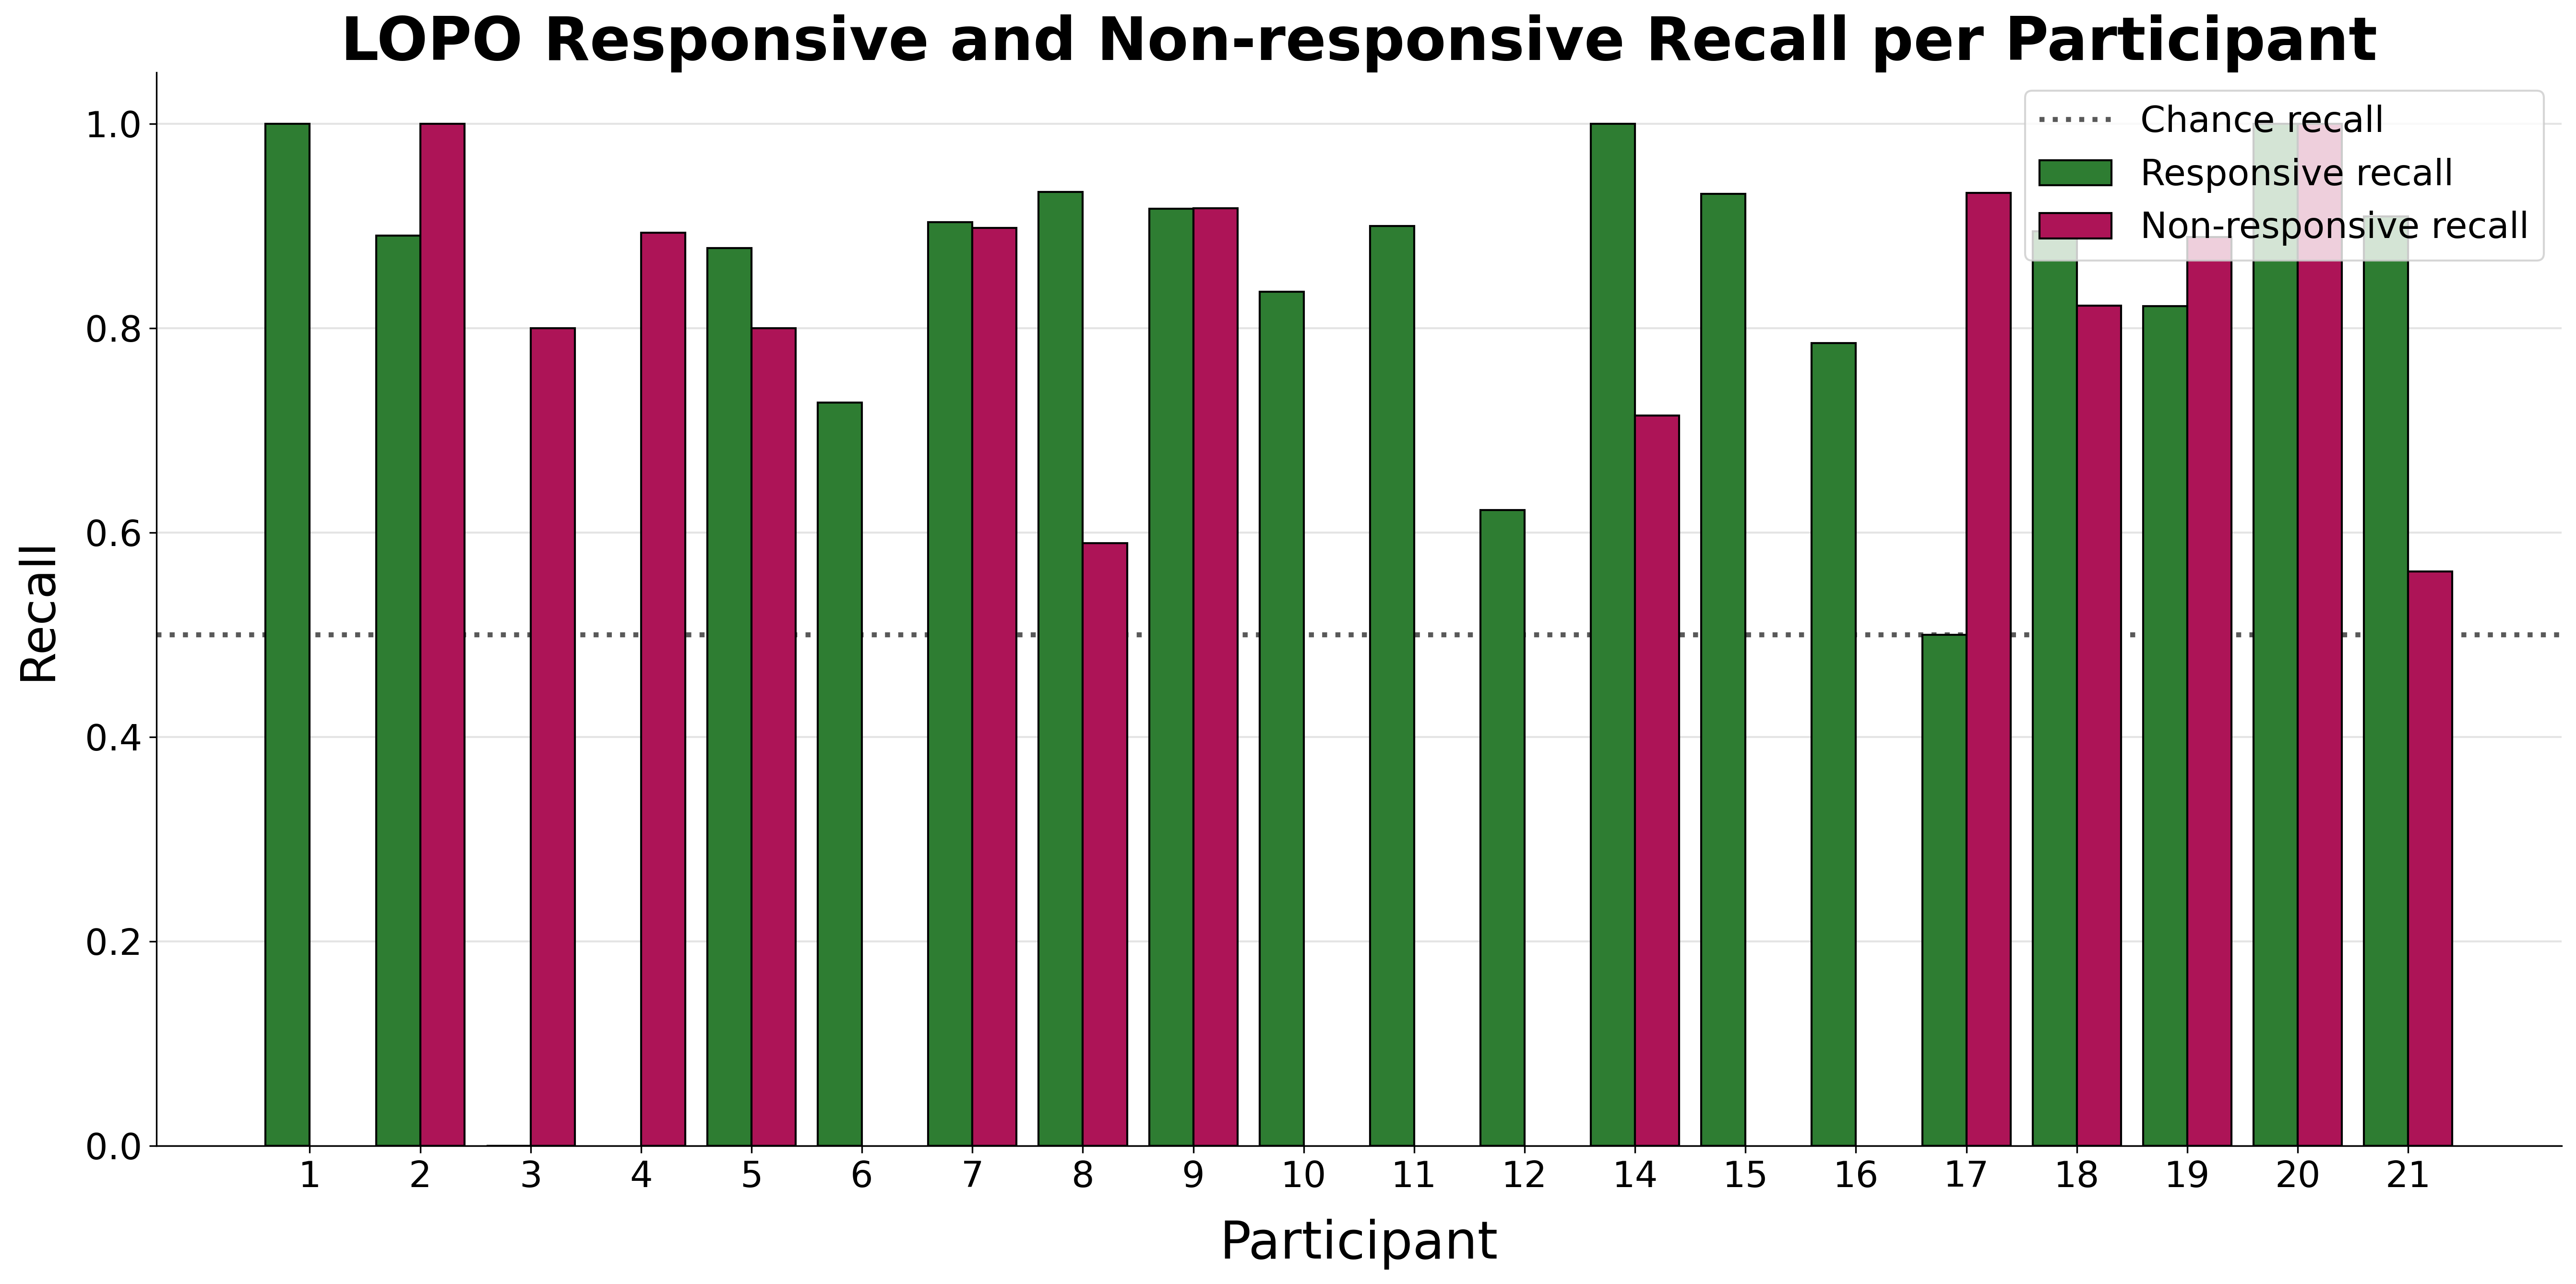 LOPO Responsive and Non-responsive Recall per Participant
Chance recall
Responsive recall
Non-responsive recall
Recall
1.0
0.8
0.6
0.4
0.2
0.0
1 2 3 4 5 6 7 8 9 10 11 12 14 15 16 17 18 19 20 21
Participant